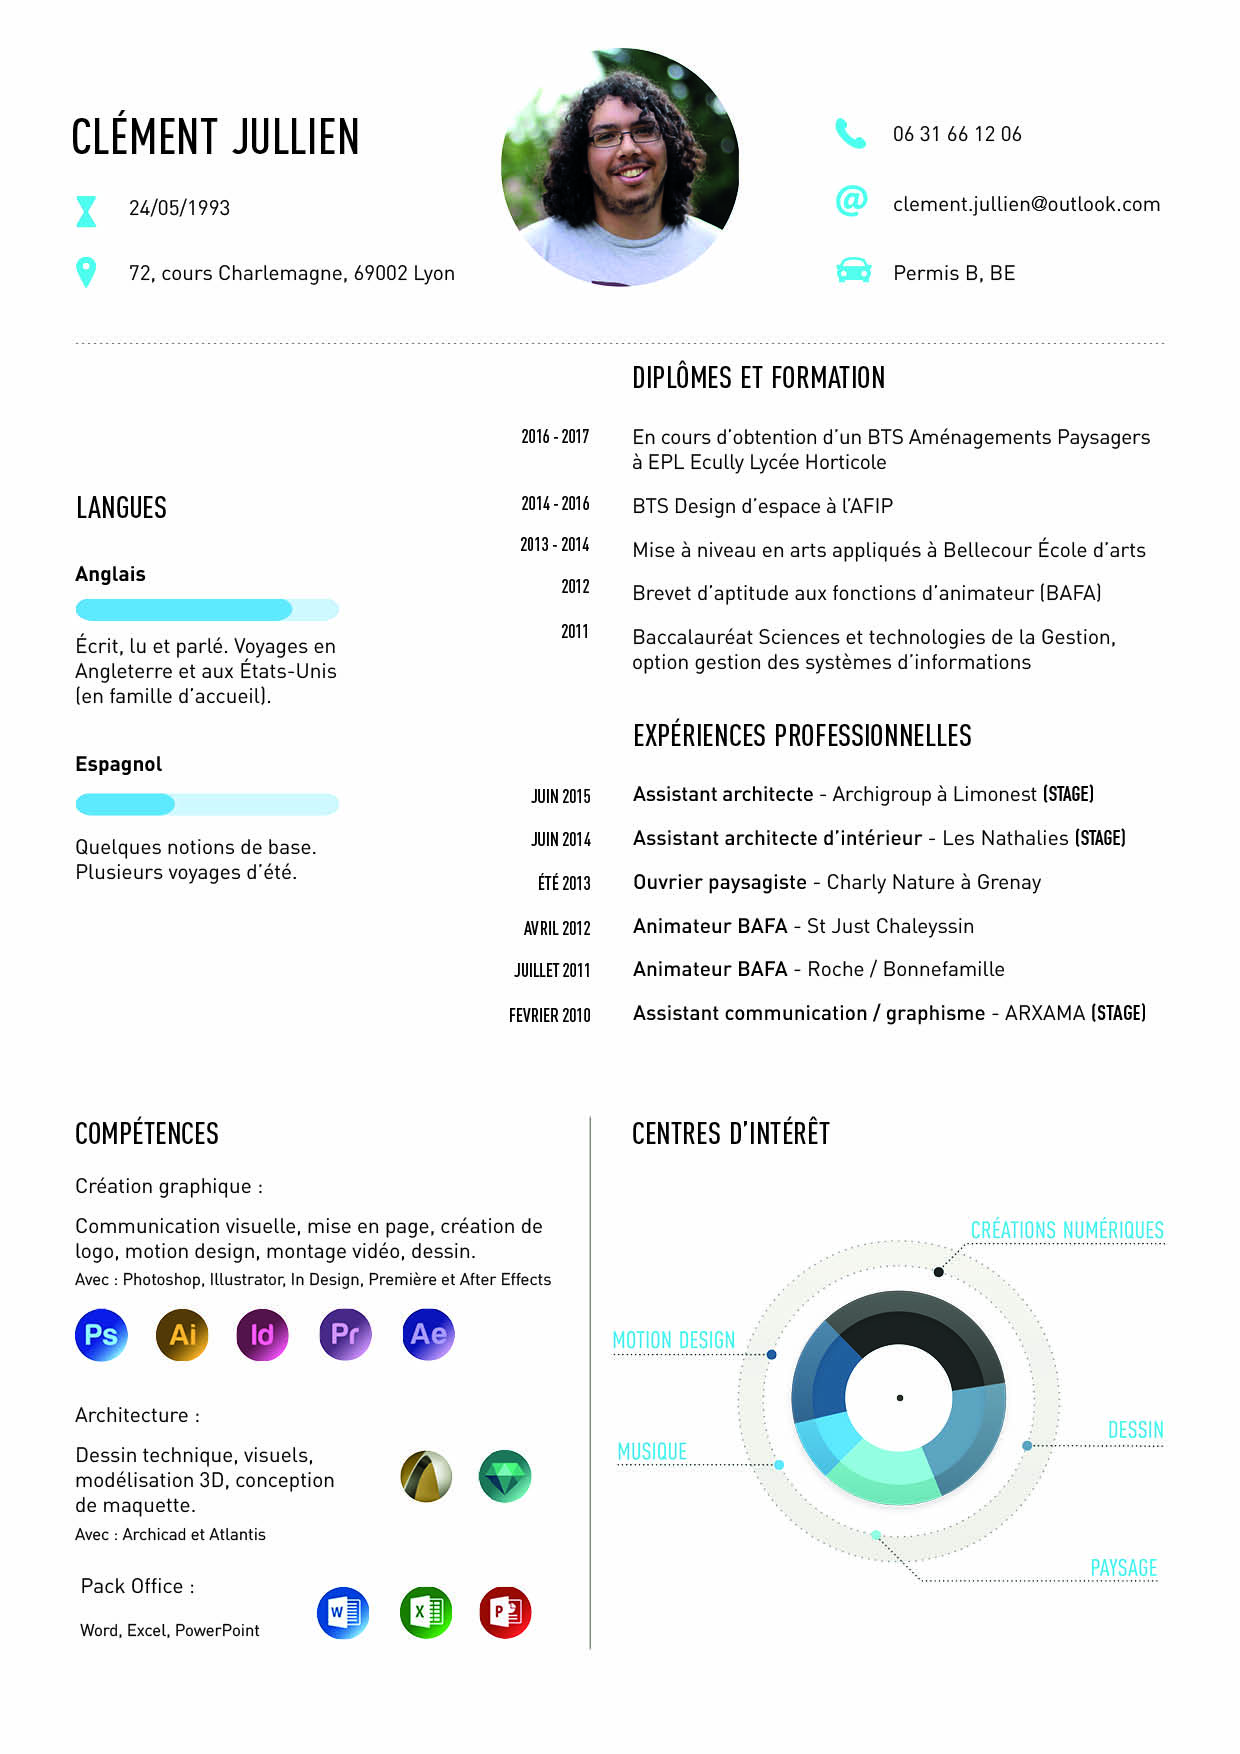 CLÉMENT JULLIEN
24/05/1993
72, cours Charlemagne, 69002 Lyon
06 31 66 12 06
clement.jullien@outlook.com
Permis B, BE
LANGUES
Anglais
Écrit, lu et parlé. Voyages en
Angleterre et aux États-Unis
(en famille d'accueil).
Espagnol
Quelques notions de base.
Plusieurs voyages d'été.
DIPLÔMES ET FORMATION
2016 - 2017 En cours d'obtention d'un BTS Aménagements Paysagers
à EPL Ecully Lycée Horticole
2014 - 2016 BTS Design d'espace à l'AFIP
2013 - 2014 Mise à niveau en arts appliqués à Bellecour École d'arts
2012 Brevet d'aptitude aux fonctions d'animateur (BAFA)
2011 Baccalauréat Sciences et technologies de la Gestion,
option gestion des systèmes d'informations
EXPÉRIENCES PROFESSIONNELLES
JUIN 2015 Assistant architecte - Archigroup à Limonest (STAGE)
JUIN 2014 Assistant architecte d'intérieur - Les Nathalies (STAGE)
ÉTÉ 2013 Ouvrier paysagiste - Charly Nature à Grenay
AVRIL 2012 Animateur BAFA - St Just Chaleyssin
JUILLET 2011 Animateur BAFA - Roche / Bonnefamille
FEVRIER 2010 Assistant communication / graphisme - ARXAMA (STAGE)
COMPÉTENCES
Création graphique :
Communication visuelle, mise en page, création de
logo, motion design, montage vidéo, dessin.
Avec : Photoshop, Illustrator, In Design, Première et After Effects
Ps Ai Id Pr Ae
Architecture :
Dessin technique, visuels,
modélisation 3D, conception
de maquette.
Avec : Archicad et Atlantis
Pack Office :
Word, Excel, PowerPoint
W X P
CENTRES D'INTÉRÊT
CRÉATIONS NUMÉRIQUES
MOTION DESIGN
DESSIN
MUSIQUE
PAYSAGE